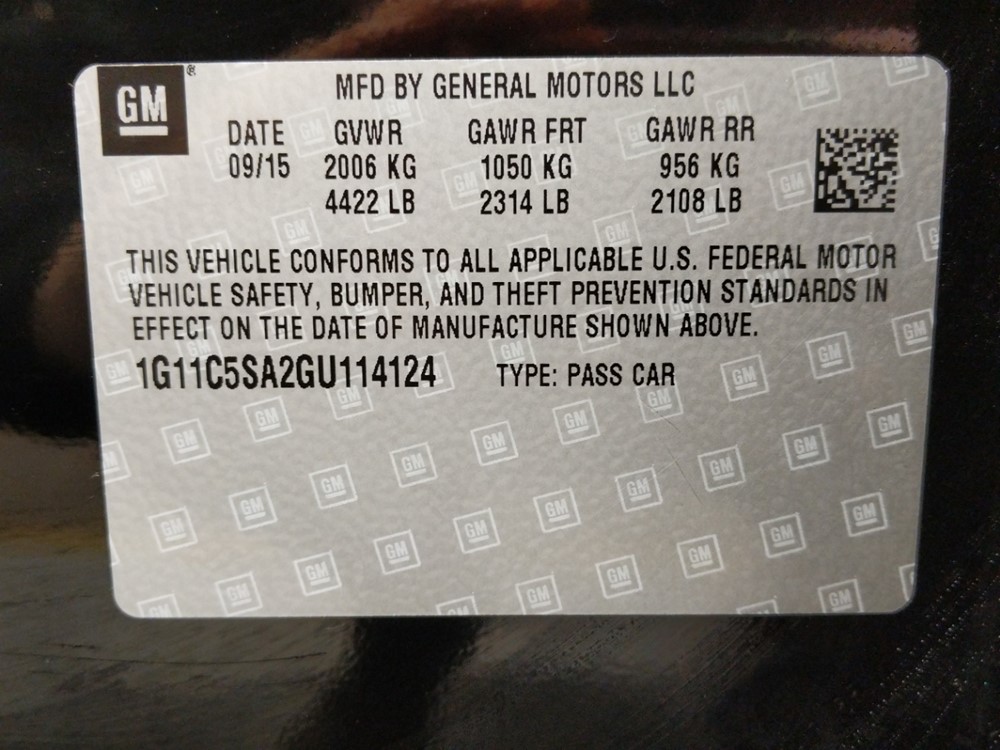 GM ®
MFD BY GENERAL MOTORS LLC
DATE GVWR GAWR FRT GAWR RR
09/15 2006 KG 1050 KG 956 KG
4422 LB 2314 LB 2108 LB
THIS VEHICLE CONFORMS TO ALL APPLICABLE U.S. FEDERAL MOTOR
VEHICLE SAFETY, BUMPER, AND THEFT PREVENTION STANDARDS IN
EFFECT ON THE DATE OF MANUFACTURE SHOWN ABOVE.
1G11C5SA2GU114124 TYPE: PASS CAR